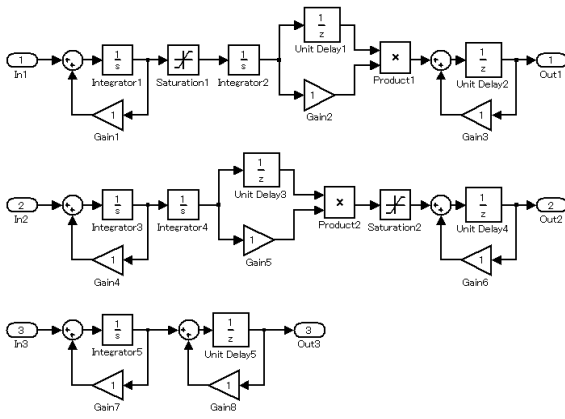 1
In1
1
s
Integrator1
1
Gain1
Saturation1
1
s
Integrator2
1
z
Unit Delay1
1
Gain2
×
Product1
1
z
Unit Delay2
1
Gain3
1
Out1
2
In2
1
s
Integrator3
1
Gain4
1
s
Integrator4
1
z
Unit Delay3
1
Gain5
×
Product2
Saturation2
1
z
Unit Delay4
1
Gain6
2
Out2
3
In3
1
s
Integrator5
1
Gain7
1
z
Unit Delay5
1
Gain8
3
Out3